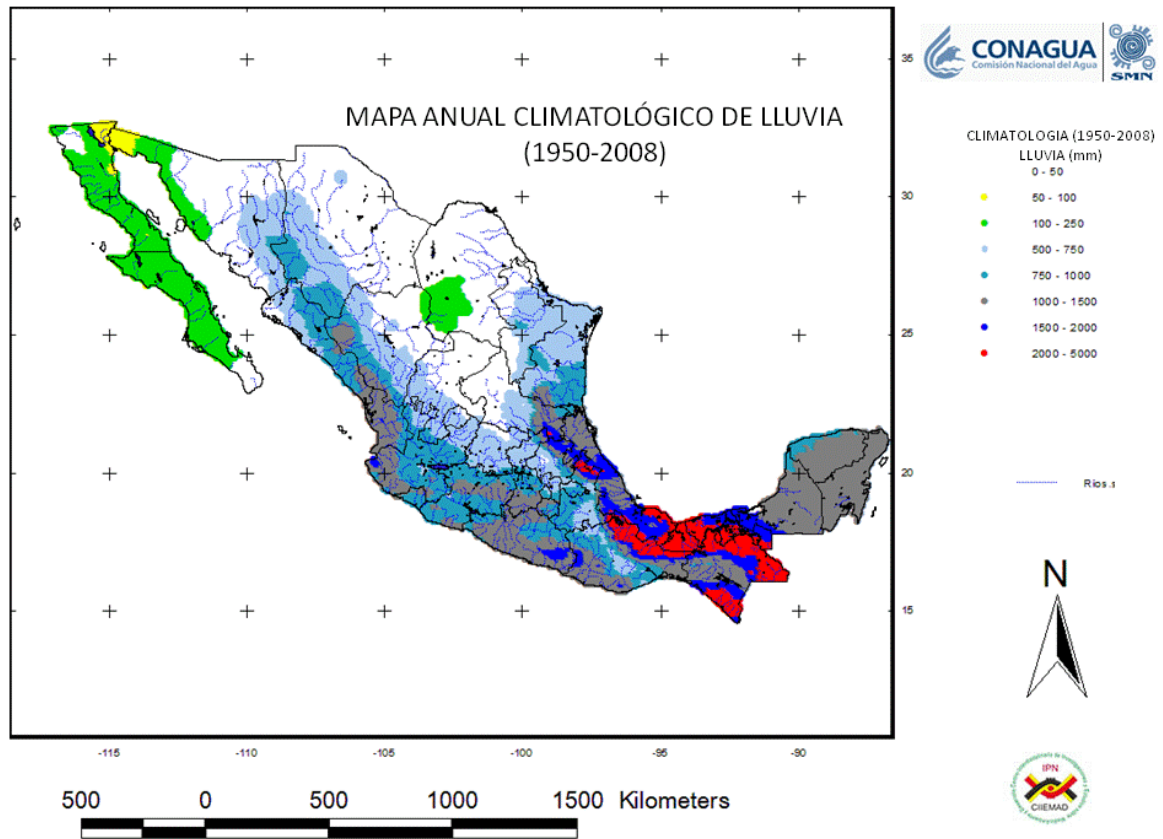 CONAGUA
Comisión Nacional del Agua
SMN
MAPA ANUAL CLIMATOLÓGICO DE LLUVIA
(1950-2008)
CLIMATOLOGIA (1950-2008)
LLUVIA (mm)
0 - 50
50 - 100
100 - 250
500 - 750
750 - 1000
1000 - 1500
1500 - 2000
2000 - 5000
Rios.s
N
35
30
25
20
15
-115
-110
-105
-100
-95
-90
500 0 500 1000 1500 Kilometers
IPN
CIIEMAD